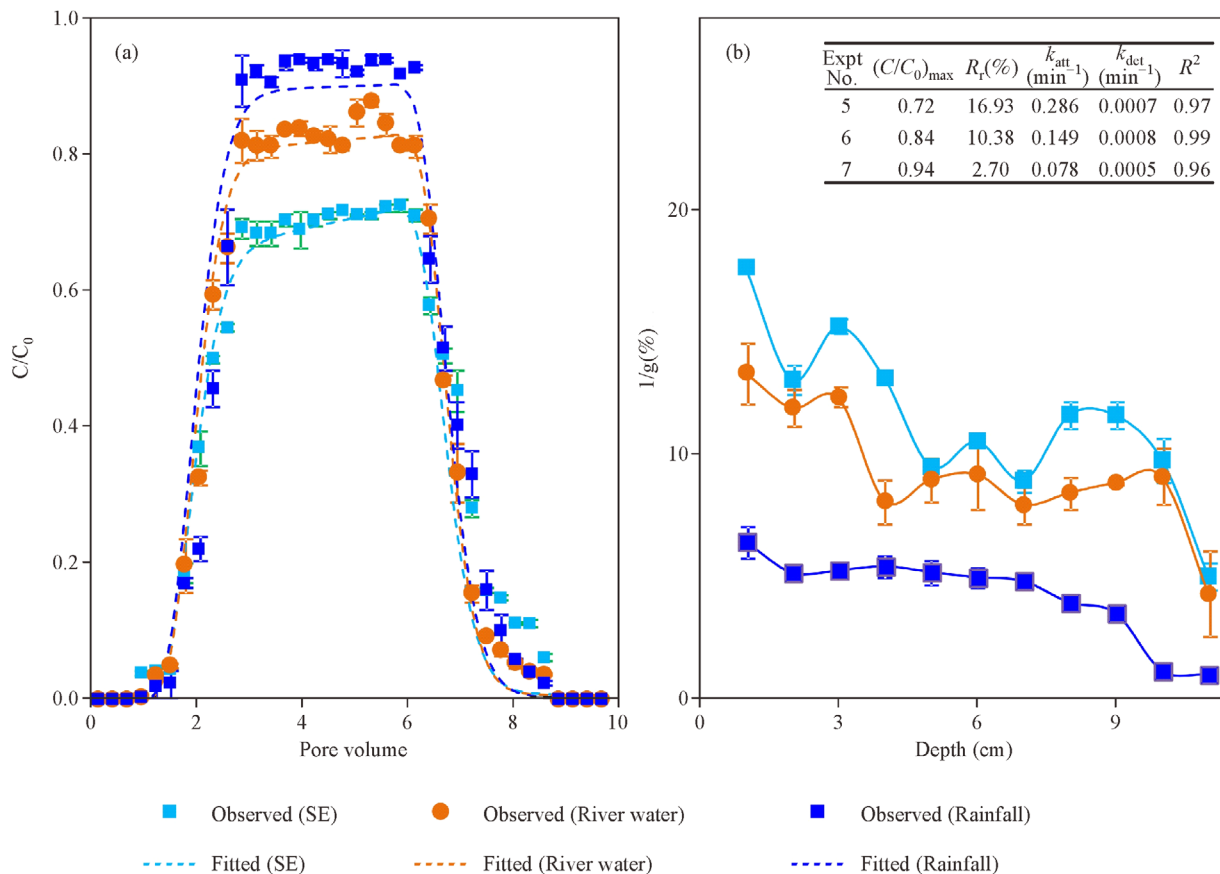 (a)
C/C0
1.0
0.8
0.6
0.4
0.2
0.0
0 2 4 6 8 10
Pore volume
(b)
Expt No. (C/C0)max Rr(%) katt (min−1) kdet (min−1) R2
5 0.72 16.93 0.286 0.0007 0.97
6 0.84 10.38 0.149 0.0008 0.99
7 0.94 2.70 0.078 0.0005 0.96
1/g(%)
20
10
0
0 3 6 9
Depth (cm)
Observed (SE) Observed (River water) Observed (Rainfall)
Fitted (SE) Fitted (River water) Fitted (Rainfall)